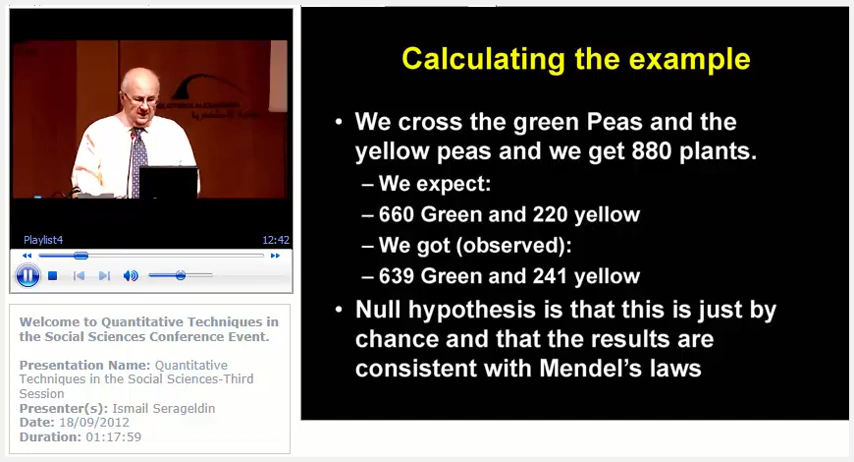 Calculating the example
• We cross the green Peas and the
yellow peas and we get 880 plants.
– We expect:
– 660 Green and 220 yellow
– We got (observed):
– 639 Green and 241 yellow
• Null hypothesis is that this is just by
chance and that the results are
consistent with Mendel's laws
Playlist4
12:42
Welcome to Quantitative Techniques in
the Social Sciences Conference Event.
Presentation Name: Quantitative
Techniques in the Social Sciences-Third
Session
Presenter(s): Ismail Serageldin
Date: 18/09/2012
Duration: 01:17:59